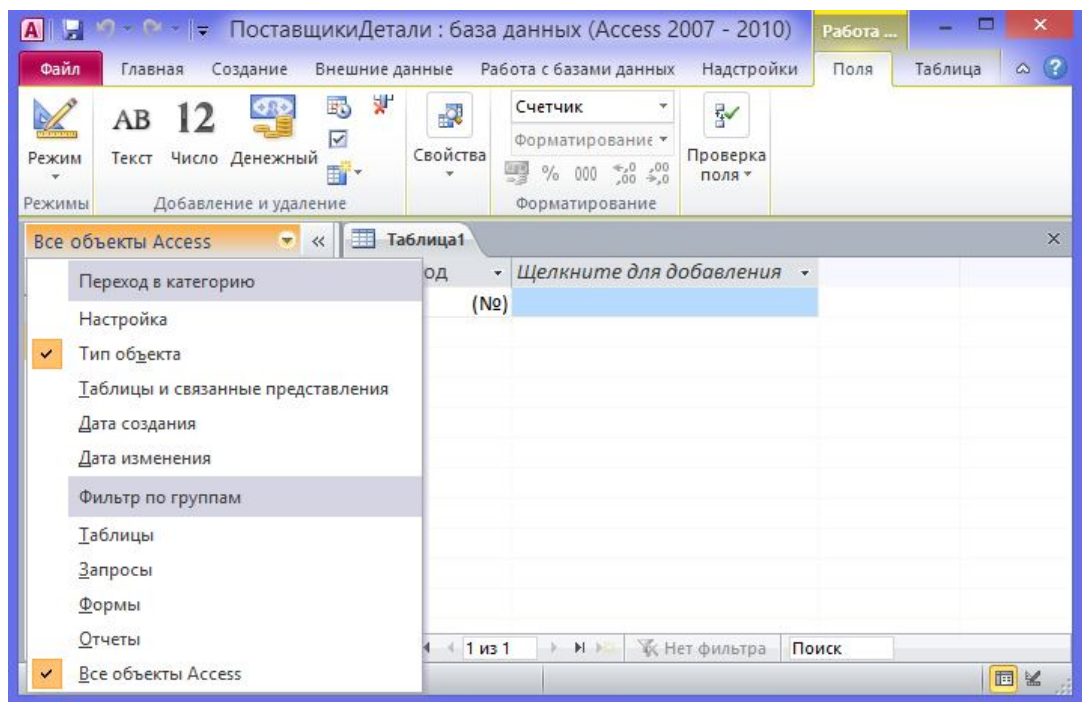 ПоставщикиДетали : база данных (Access 2007 - 2010)
Работа ...
Файл Главная Создание Внешние данные Работа с базами данных Надстройки Поля Таблица
AB 12
Режим Текст Число Денежный Свойства
Счетчик
Форматирование
% 000
Проверка
поля
Режимы Добавление и удаление Форматирование
Все объекты Access
Таблица1
од Щелкните для добавления
(№)
Переход в категорию
Настройка
Тип объекта
Таблицы и связанные представления
Дата создания
Дата изменения
Фильтр по группам
Таблицы
Запросы
Формы
Отчеты
Все объекты Access
1 из 1 Нет фильтра Поиск